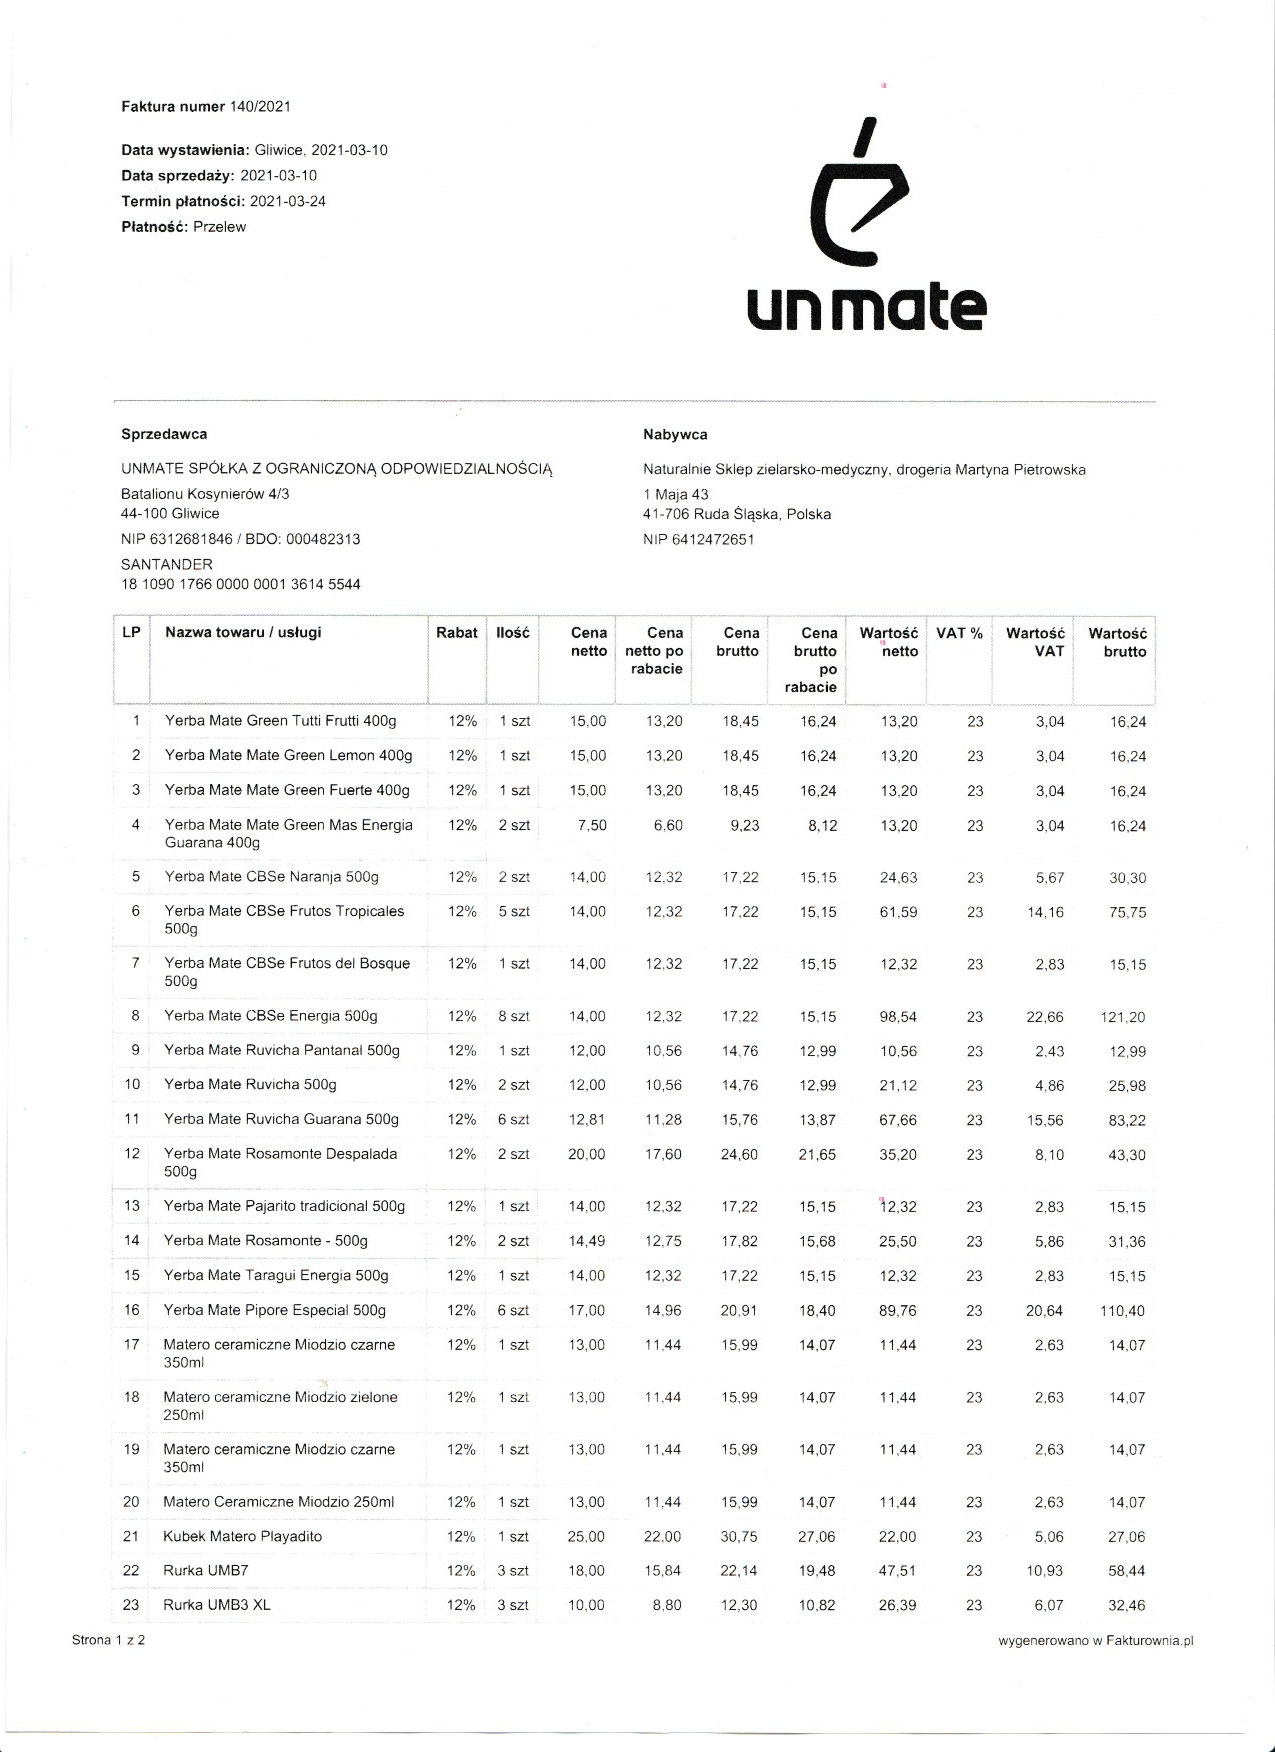 Faktura numer 140/2021
Data wystawienia: Gliwice, 2021-03-10
Data sprzedaży: 2021-03-10
Termin płatności: 2021-03-24
Płatność: Przelew
unmate
Sprzedawca
UNMATE SPÓŁKA Z OGRANICZONĄ ODPOWIEDZIALNOŚCIĄ
Batalionu Kosynierów 4/3
44-100 Gliwice
NIP 6312681846 / BDO: 000482313
SANTANDER
18 1090 1766 0000 0001 3614 5544
Nabywca
Naturalnie Sklep zielarsko-medyczny, drogeria Martyna Pietrowska
1 Maja 43
41-706 Ruda Śląska, Polska
NIP 6412472651
LP Nazwa towaru / usługi Rabat Ilość Cena netto Cena netto po rabacie Cena brutto Cena brutto po rabacie Wartość netto VAT % Wartość VAT Wartość brutto
1 Yerba Mate Green Tutti Frutti 400g 12% 1 szt 15,00 13,20 18,45 16,24 13,20 23 3,04 16,24
2 Yerba Mate Mate Green Lemon 400g 12% 1 szt 15,00 13,20 18,45 16,24 13,20 23 3,04 16,24
3 Yerba Mate Mate Green Fuerte 400g 12% 1 szt 15,00 13,20 18,45 16,24 13,20 23 3,04 16,24
4 Yerba Mate Mate Green Mas Energia 12% 2 szt 7,50 6,60 9,23 8,12 13,20 23 3,04 16,24
Guarana 400g
5 Yerba Mate CBSe Naranja 500g 12% 2 szt 14,00 12,32 17,22 15,15 24,63 23 5,67 30,30
6 Yerba Mate CBSe Frutos Tropicales 12% 5 szt 14,00 12,32 17,22 15,15 61,59 23 14,16 75,75
500g
7 Yerba Mate CBSe Frutos del Bosque 12% 1 szt 14,00 12,32 17,22 15,15 12,32 23 2,83 15,15
500g
8 Yerba Mate CBSe Energia 500g 12% 8 szt 14,00 12,32 17,22 15,15 98,54 23 22,66 121,20
9 Yerba Mate Ruvicha Pantanal 500g 12% 1 szt 12,00 10,56 14,76 12,99 10,56 23 2,43 12,99
10 Yerba Mate Ruvicha 500g 12% 2 szt 12,00 10,56 14,76 12,99 21,12 23 4,86 25,98
11 Yerba Mate Ruvicha Guarana 500g 12% 6 szt 12,81 11,28 15,76 13,87 67,66 23 15,56 83,22
12 Yerba Mate Rosamonte Despalada 12% 2 szt 20,00 17,60 24,60 21,65 35,20 23 8,10 43,30
500g
13 Yerba Mate Pajarito tradicional 500g 12% 1 szt 14,00 12,32 17,22 15,15 12,32 23 2,83 15,15
14 Yerba Mate Rosamonte - 500g 12% 2 szt 14,49 12,75 17,82 15,68 25,50 23 5,86 31,36
15 Yerba Mate Taragui Energia 500g 12% 1 szt 14,00 12,32 17,22 15,15 12,32 23 2,83 15,15
16 Yerba Mate Pipore Especial 500g 12% 6 szt 17,00 14,96 20,91 18,40 89,76 23 20,64 110,40
17 Matero ceramiczne Miodzio czarne 12% 1 szt 13,00 11,44 15,99 14,07 11,44 23 2,63 14,07
350ml
18 Matero ceramiczne Miodzio zielone 12% 1 szt 13,00 11,44 15,99 14,07 11,44 23 2,63 14,07
250ml
19 Matero ceramiczne Miodzio czarne 12% 1 szt 13,00 11,44 15,99 14,07 11,44 23 2,63 14,07
350ml
20 Matero Ceramiczne Miodzio 250ml 12% 1 szt 13,00 11,44 15,99 14,07 11,44 23 2,63 14,07
21 Kubek Matero Playadito 12% 1 szt 25,00 22,00 30,75 27,06 22,00 23 5,06 27,06
22 Rurka UMB7 12% 3 szt 18,00 15,84 22,14 19,48 47,51 23 10,93 58,44
23 Rurka UMB3 XL 12% 3 szt 10,00 8,80 12,30 10,82 26,39 23 6,07 32,46
Strona 1 z 2
wygenerowano w Fakturownia.pl